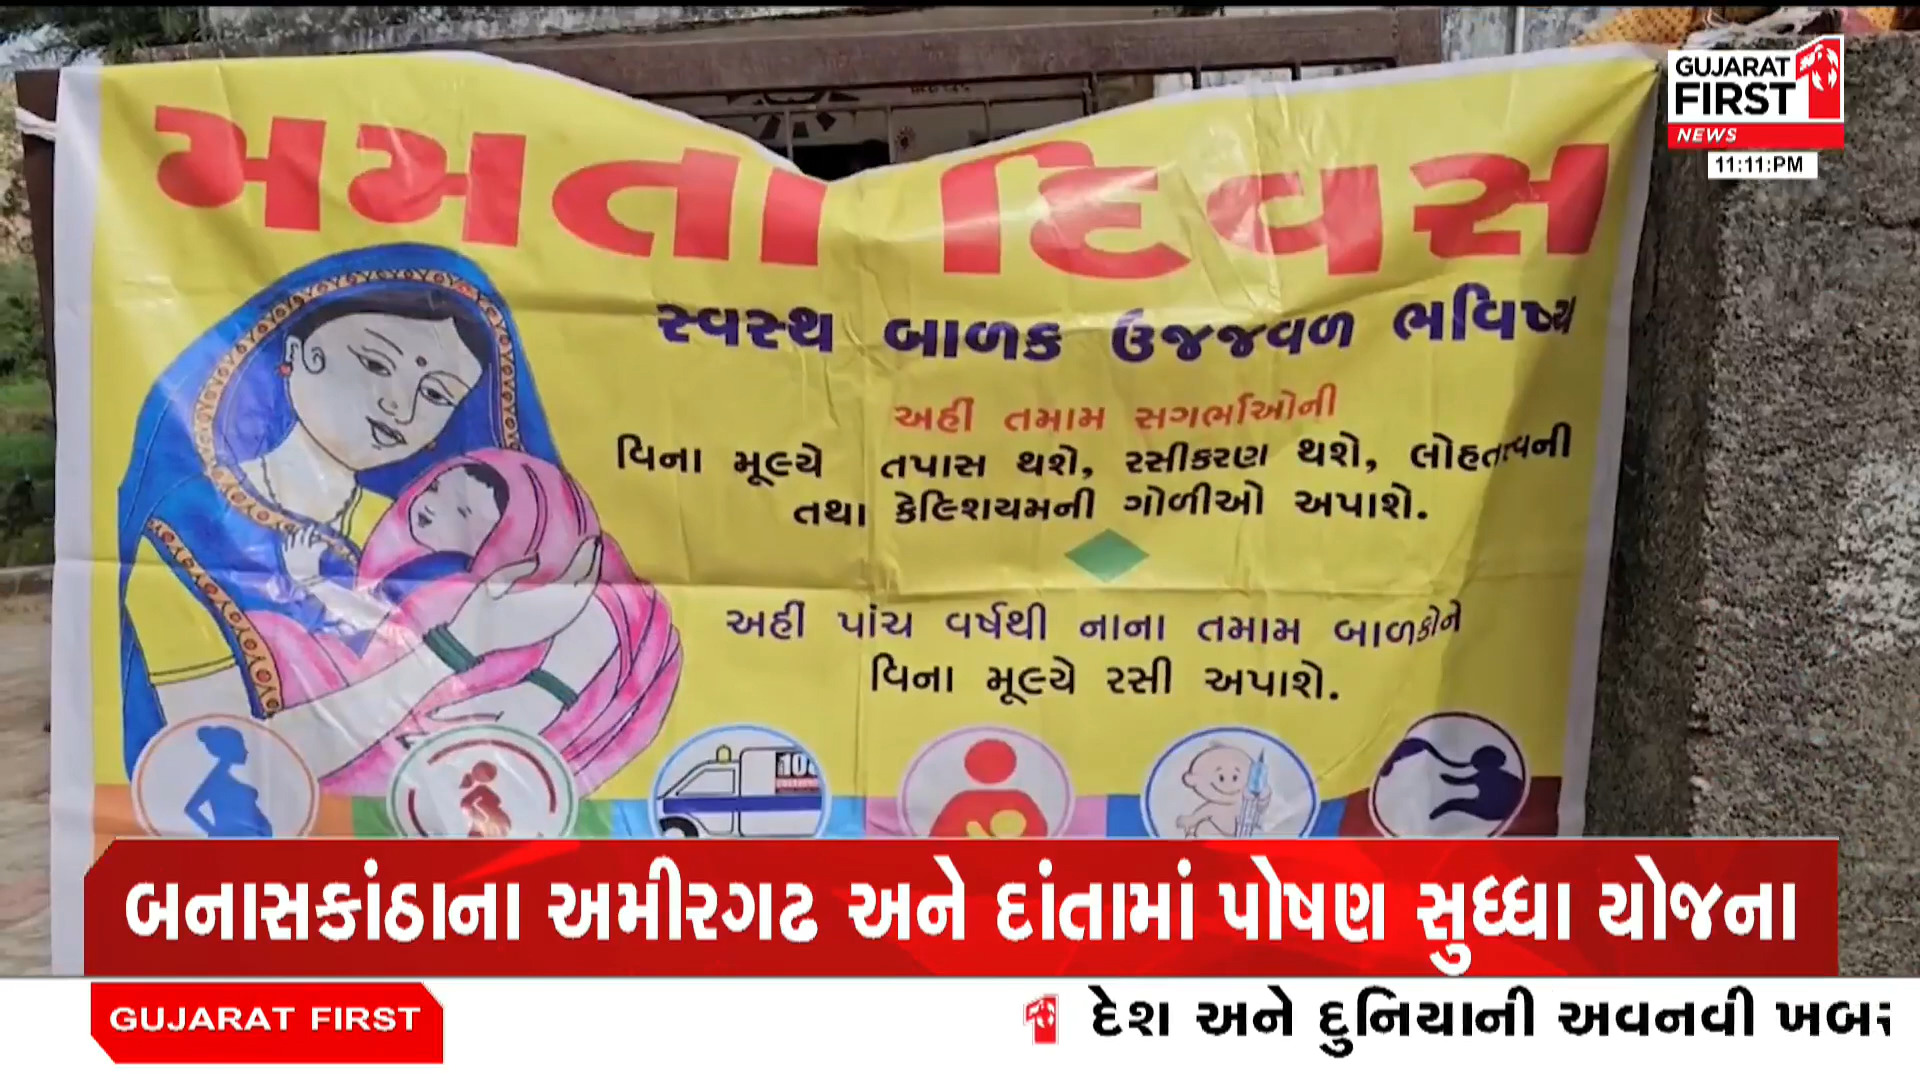 મમતા દિવસ
સ્વસ્થ બાળક ઉજજવળ ભવિષ્ય
અહીં તમામ સગર્ભાઓની
વિના મૂલ્યે તપાસ થશે, રસીકરણ થશે, લોહતત્વની
તથા કેલ્શિયમની ગોળીઓ અપાશે.
અહીં પાંચ વર્ષથી નાના તમામ બાળકોને
વિના મૂલ્યે રસી અપાશે.
GUJARAT
FIRST
NEWS
11:11:PM
બનાસકાંઠાના અમીરગઢ અને દાંતામાં પોષણ સુધ્ધા યોજના
GUJARAT FIRST
દેશ અને દુનિયાની અવનવી ખબર